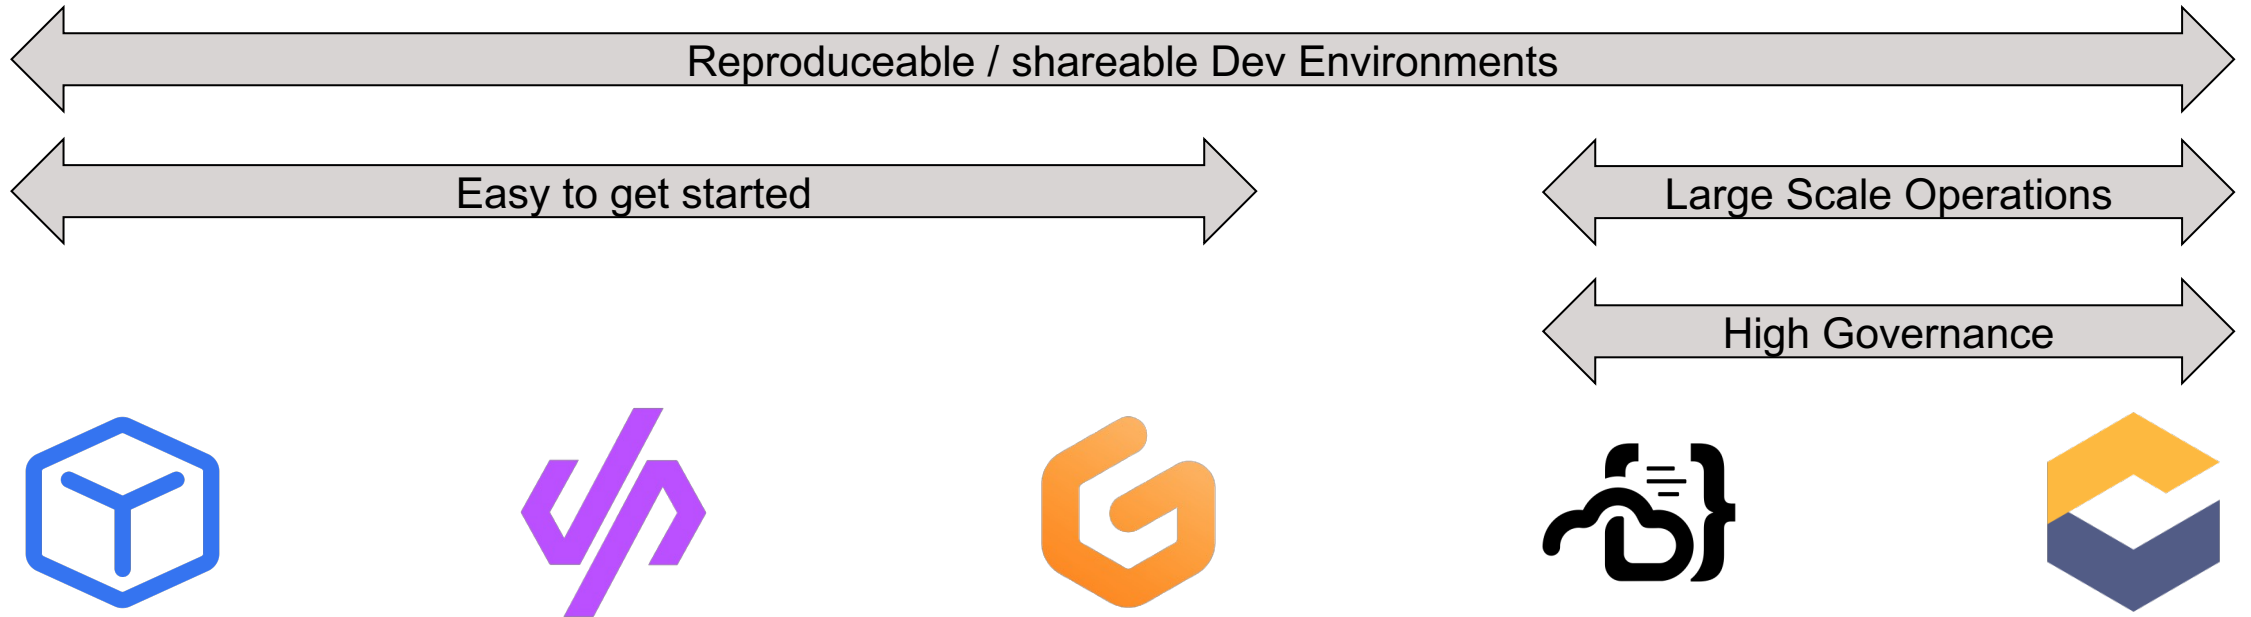 Reproduceable / shareable Dev Environments
Easy to get started
Large Scale Operations
High Governance